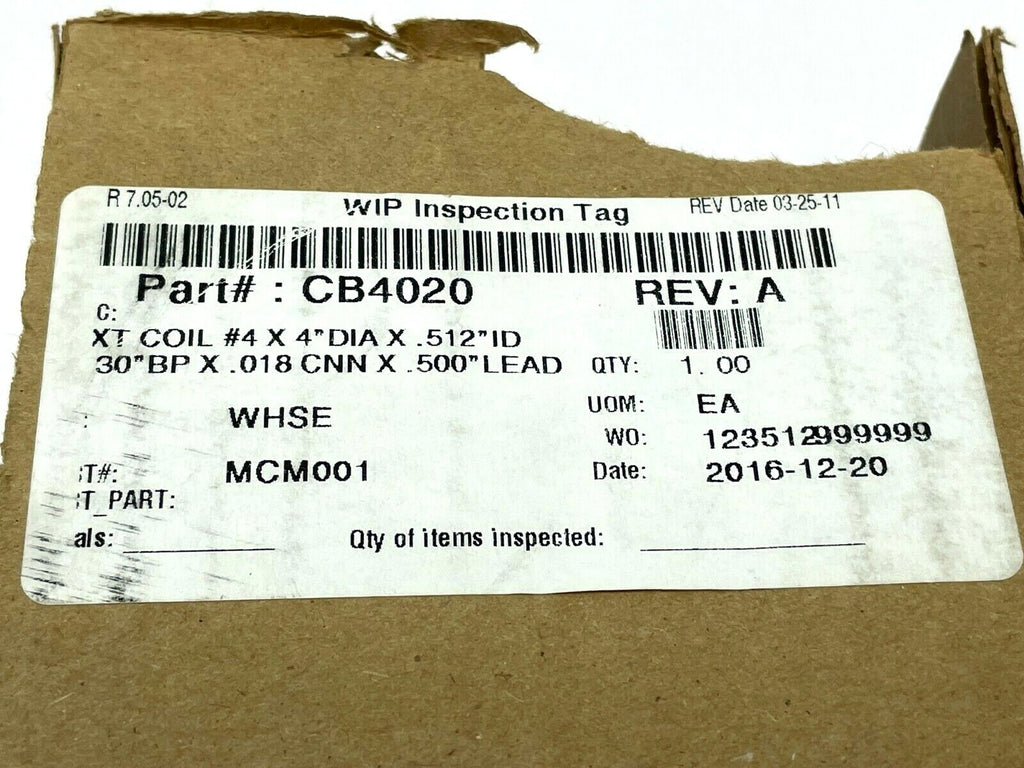 R 7.05-02 WIP Inspection Tag REV Date 03-25-11
Part# : CB4020 REV: A
C:
XT COIL #4 X 4"DIA X .512"ID
30"BP X .018 CNN X .500"LEAD QTY: 1.00
: WHSE UOM: EA
WO: 123512999999
T#: MCM001 Date: 2016-12-20
T_PART:
als: Qty of items inspected: